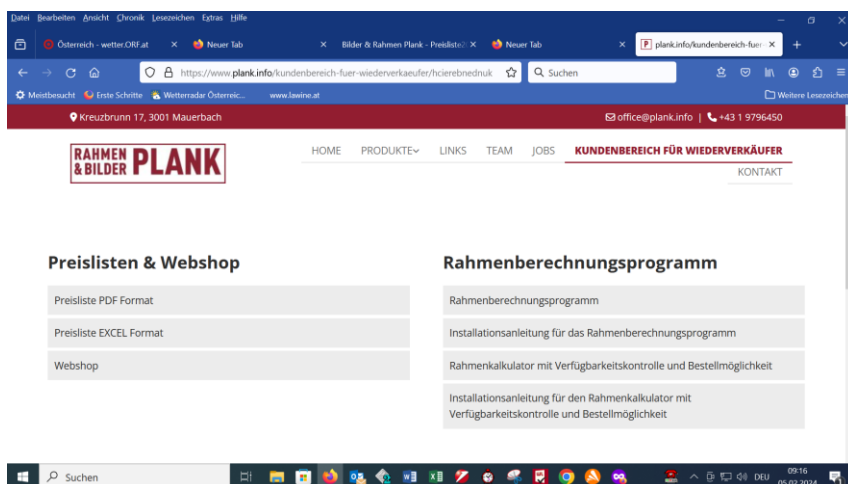 Datei Bearbeiten Ansicht Chronik Lesezeichen Extras Hilfe
Österreich - wetter.ORF.at
Neuer Tab
Bilder & Rahmen Plank - Preisliste2
Neuer Tab
plank.info/kundenbereich-fuer
https://www.plank.info/kundenbereich-fuer-wiederverkaeufer/hcierebnednuk
Suchen
Meistbesucht Erste Schritte Wetterradar Österreic... www.lawine.at Weitere Lesezeichen
Kreuzbrunn 17, 3001 Mauerbach office@plank.info | +43 1 9796450
RAHMEN & BILDER PLANK
HOME PRODUKTE LINKS TEAM JOBS KUNDENBEREICH FÜR WIEDERVERKÄUFER
KONTAKT
Preislisten & Webshop
Preisliste PDF Format
Preisliste EXCEL Format
Webshop
Rahmenberechnungsprogramm
Rahmenberechnungsprogramm
Installationsanleitung für das Rahmenberechnungsprogramm
Rahmenkalkulator mit Verfügbarkeitskontrolle und Bestellmöglichkeit
Installationsanleitung für den Rahmenkalkulator mit
Verfügbarkeitskontrolle und Bestellmöglichkeit
Suchen
DEU
09:16
05.02.2024